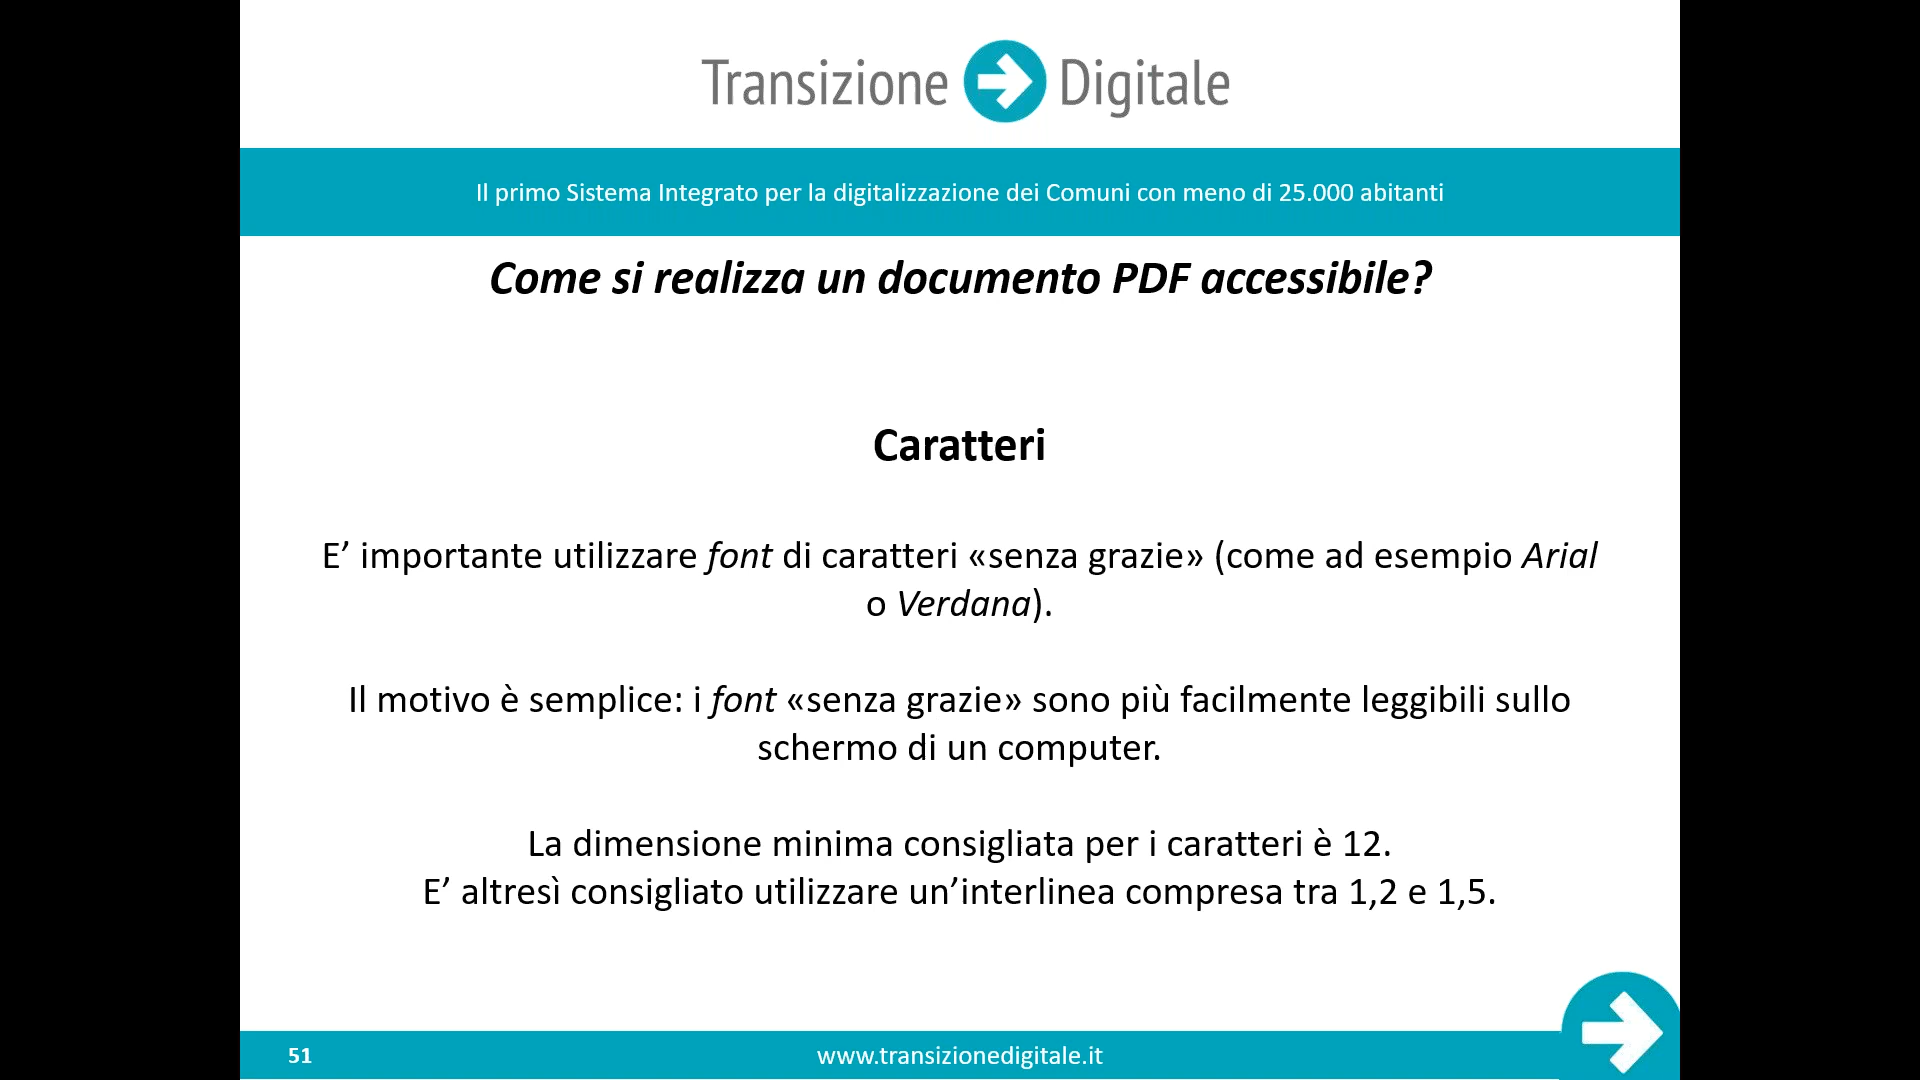 Transizione Digitale
Il primo Sistema Integrato per la digitalizzazione dei Comuni con meno di 25.000 abitanti
Come si realizza un documento PDF accessibile?
Caratteri
E’ importante utilizzare font di caratteri «senza grazie» (come ad esempio Arial
o Verdana).
Il motivo è semplice: i font «senza grazie» sono più facilmente leggibili sullo
schermo di un computer.
La dimensione minima consigliata per i caratteri è 12.
E’ altresì consigliato utilizzare un’interlinea compresa tra 1,2 e 1,5.
51
www.transizionedigitale.it